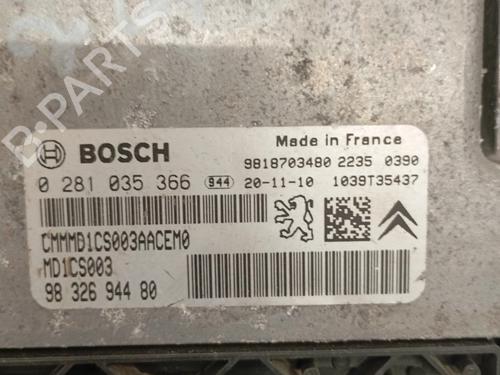 B-PARTS
BOSCH
Made in France
9818703480 2235 0390
0 281 035 366 944 20-11-10 1039T35437
CMMMD1CS003AACEM0
MD1CS003
98 326 944 80